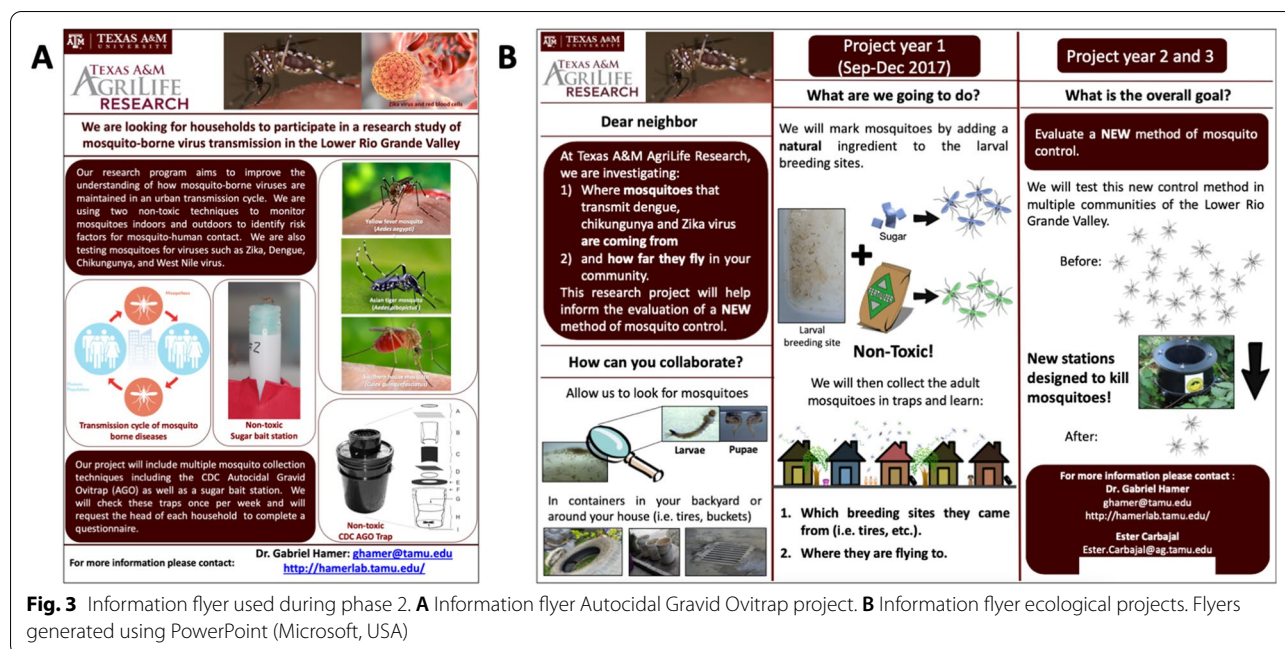 A
TEXAS A&M
UNIVERSITY
TEXAS A&M
AGRILIFE
RESEARCH
Zika virus and red blood cells
We are looking for households to participate in a research study of
mosquito-borne virus transmission in the Lower Rio Grande Valley
Our research program aims to improve the
understanding of how mosquito-borne viruses are
maintained in an urban transmission cycle. We are
using two non-toxic techniques to monitor
mosquitoes indoors and outdoors to identify risk
factors for mosquito-human contact. We are also
testing mosquitoes for viruses such as Zika, Dengue,
Chikungunya, and West Nile virus.
Yellow fever mosquito
(Aedes aegypti)
Asian tiger mosquito
(Aedes albopictus)
Southern house mosquito
(Culex quinquefasciatus)
Mosquitoes
Human
Population
Transmission cycle of mosquito
borne diseases
Non-toxic
Sugar bait station
A
B
C
D
E
F
G
H
I
Non-toxic
CDC AGO Trap
Our project will include multiple mosquito collection
techniques including the CDC Autocidal Gravid
Ovitrap (AGO) as well as a sugar bait station. We
will check these traps once per week and will
request the head of each household to complete a
questionnaire.
For more information please contact:
Dr. Gabriel Hamer: ghamer@tamu.edu
http://hamerlab.tamu.edu/
B
TEXAS A&M
UNIVERSITY
TEXAS A&M
AGRILIFE
RESEARCH
Dear neighbor
At Texas A&M AgriLife Research,
we are investigating:
1) Where mosquitoes that
transmit dengue,
chikungunya and Zika virus
are coming from
2) and how far they fly in your
community.
This research project will help
inform the evaluation of a NEW
method of mosquito control.
How can you collaborate?
Allow us to look for mosquitoes
Larvae
Pupae
In containers in your backyard or
around your house (i.e. tires, buckets)
Project year 1
(Sep-Dec 2017)
What are we going to do?
We will mark mosquitoes by adding a
natural ingredient to the larval
breeding sites.
Sugar
FERTILIZER
Larval
breeding site
Non-Toxic!
We will then collect the adult
mosquitoes in traps and learn:
1. Which breeding sites they came
from (i.e. tires, etc.).
2. Where they are flying to.
Project year 2 and 3
What is the overall goal?
Evaluate a NEW method of mosquito
control.
We will test this new control method in
multiple communities of the Lower Rio
Grande Valley.
Before:
New stations
designed to kill
mosquitoes!
After:
For more information please contact :
Dr. Gabriel Hamer
ghamer@tamu.edu
http://hamerlab.tamu.edu/
Ester Carbajal
Ester.Carbajal@ag.tamu.edu
Fig. 3 Information flyer used during phase 2. A Information flyer Autocidal Gravid Ovitrap project. B Information flyer ecological projects. Flyers
generated using PowerPoint (Microsoft, USA)